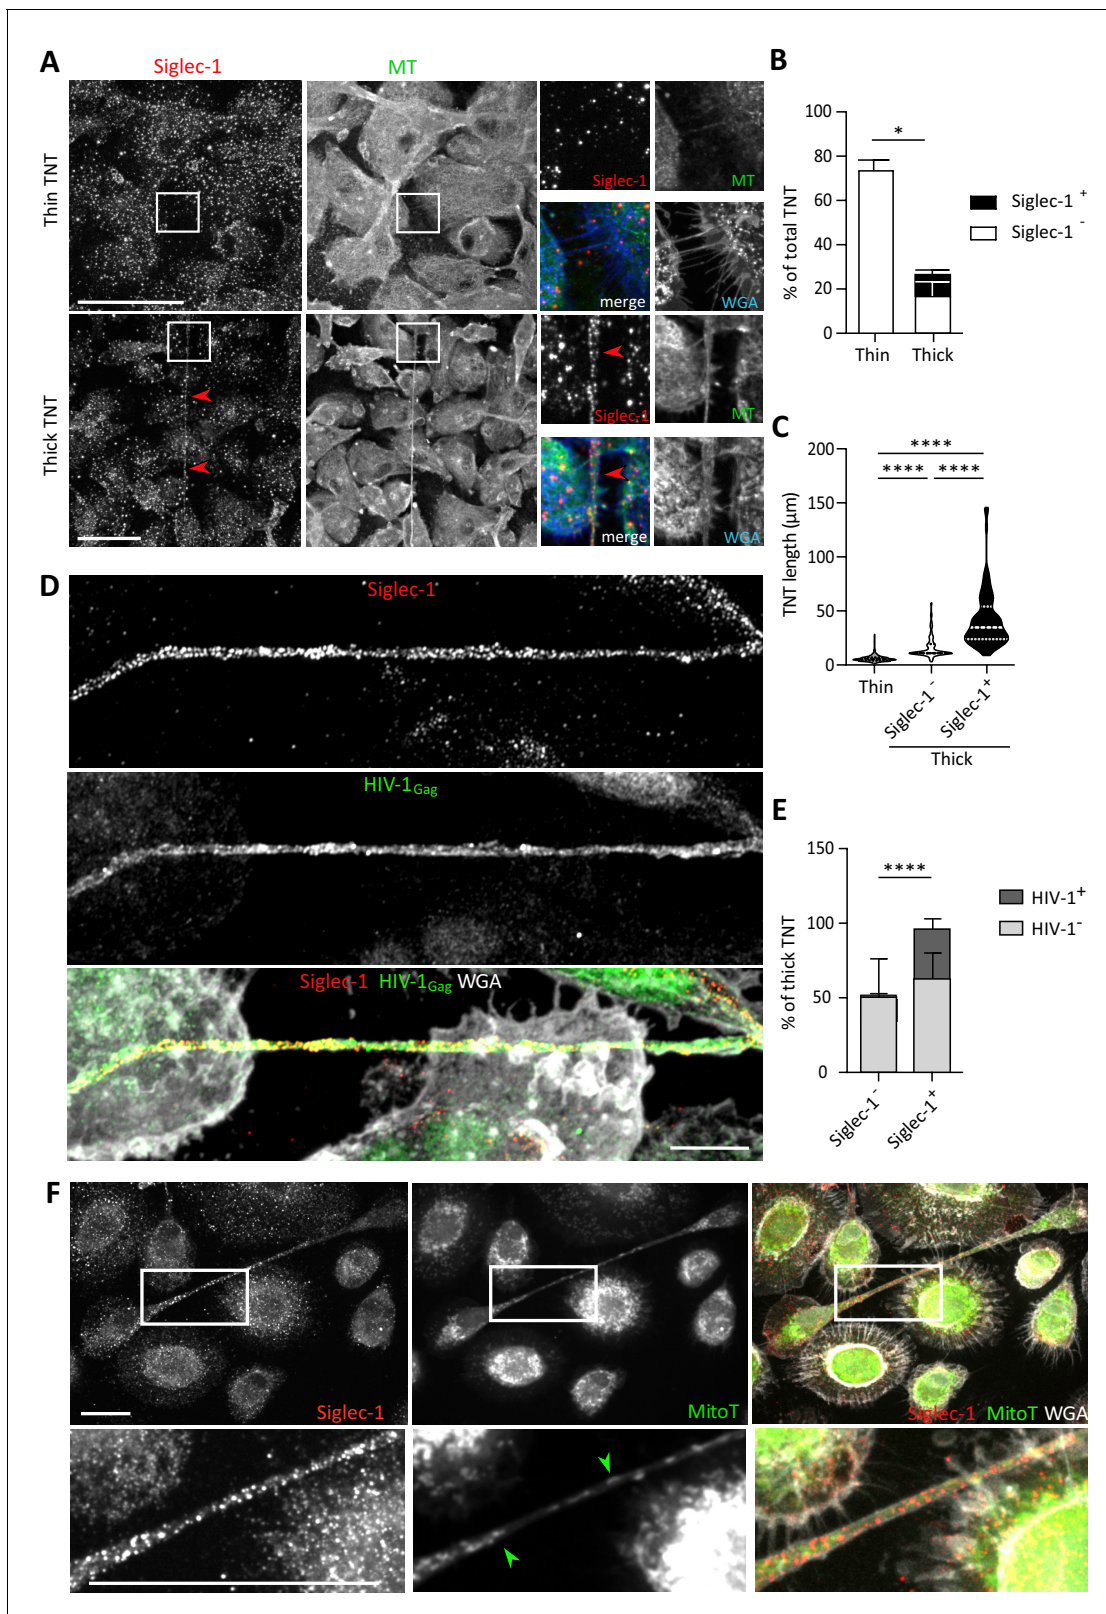 A
Siglec-1
MT
Thin TNT
Siglec-1
MT
merge
WGA
Thick TNT
Siglec-1
MT
merge
WGA
B
% of total TNT
100
80
60
40
20
0
*
Thin
Thick
Siglec-1 +
Siglec-1 -
C
TNT length (µm)
200
150
100
50
0
****
**** ****
Thin
Siglec-1 -
Siglec-1 +
Thick
D
Siglec-1
HIV-1Gag
Siglec-1 HIV-1Gag WGA
E
% of thick TNT
150
100
50
0
****
Siglec-1 -
Siglec-1 +
HIV-1 +
HIV-1 -
F
Siglec-1
MitoT
Siglec-1 MitoT WGA